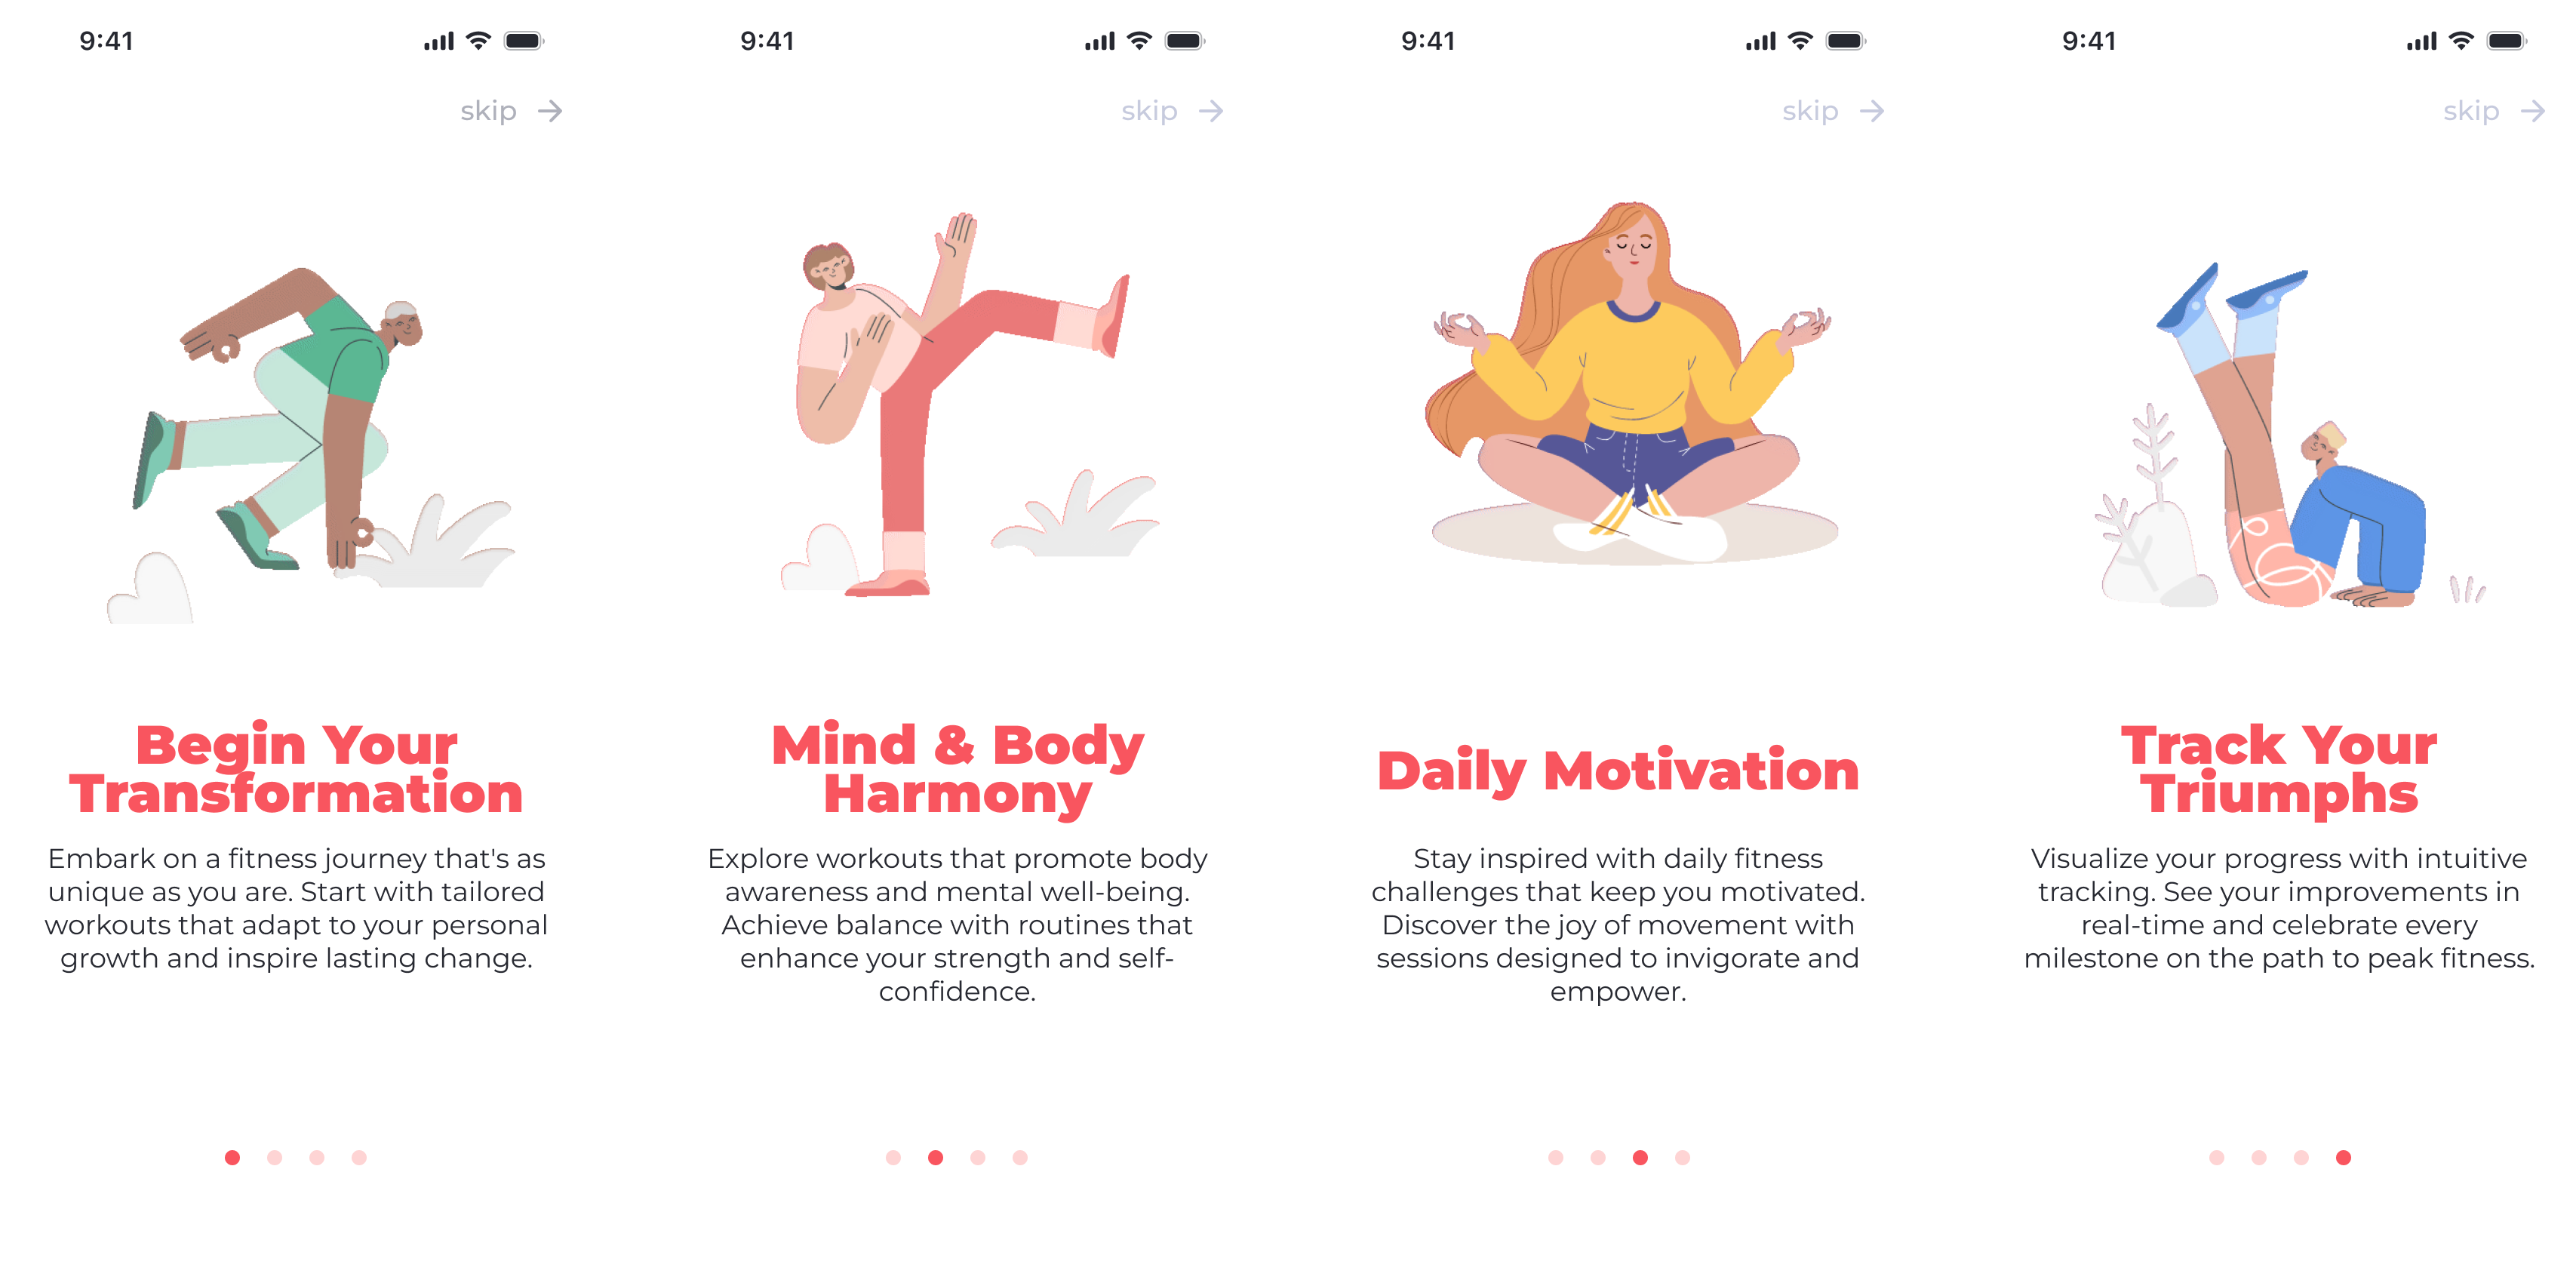 9:41
skip
Begin Your
Transformation
Embark on a fitness journey that's as
unique as you are. Start with tailored
workouts that adapt to your personal
growth and inspire lasting change.
9:41
skip
Mind & Body
Harmony
Explore workouts that promote body
awareness and mental well-being.
Achieve balance with routines that
enhance your strength and self-
confidence.
9:41
skip
Daily Motivation
Stay inspired with daily fitness
challenges that keep you motivated.
Discover the joy of movement with
sessions designed to invigorate and
empower.
9:41
skip
Track Your
Triumphs
Visualize your progress with intuitive
tracking. See your improvements in
real-time and celebrate every
milestone on the path to peak fitness.